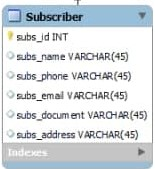 Subscriber
subs_id INT
subs_name VARCHAR(45)
subs_phone VARCHAR(45)
subs_email VARCHAR(45)
subs_document VARCHAR(45)
subs_address VARCHAR(45)
Indexes